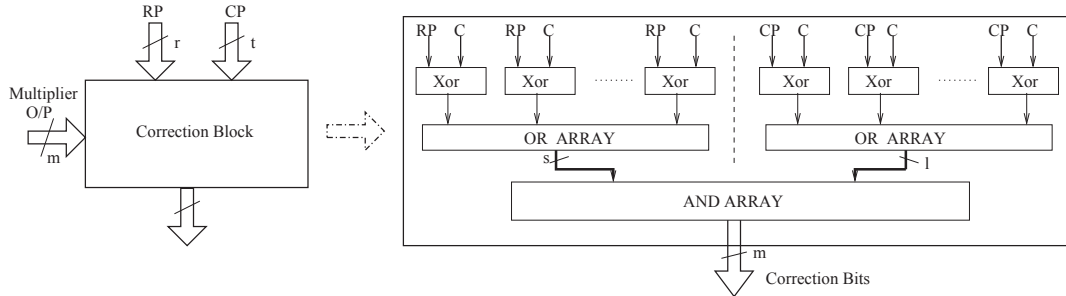 RP CP
r t
Multiplier
O/P
m
Correction Block
RP C RP C RP C CP C CP C CP C
Xor Xor ........ Xor Xor Xor ....... Xor
OR ARRAY OR ARRAY
s l
AND ARRAY
m
Correction Bits